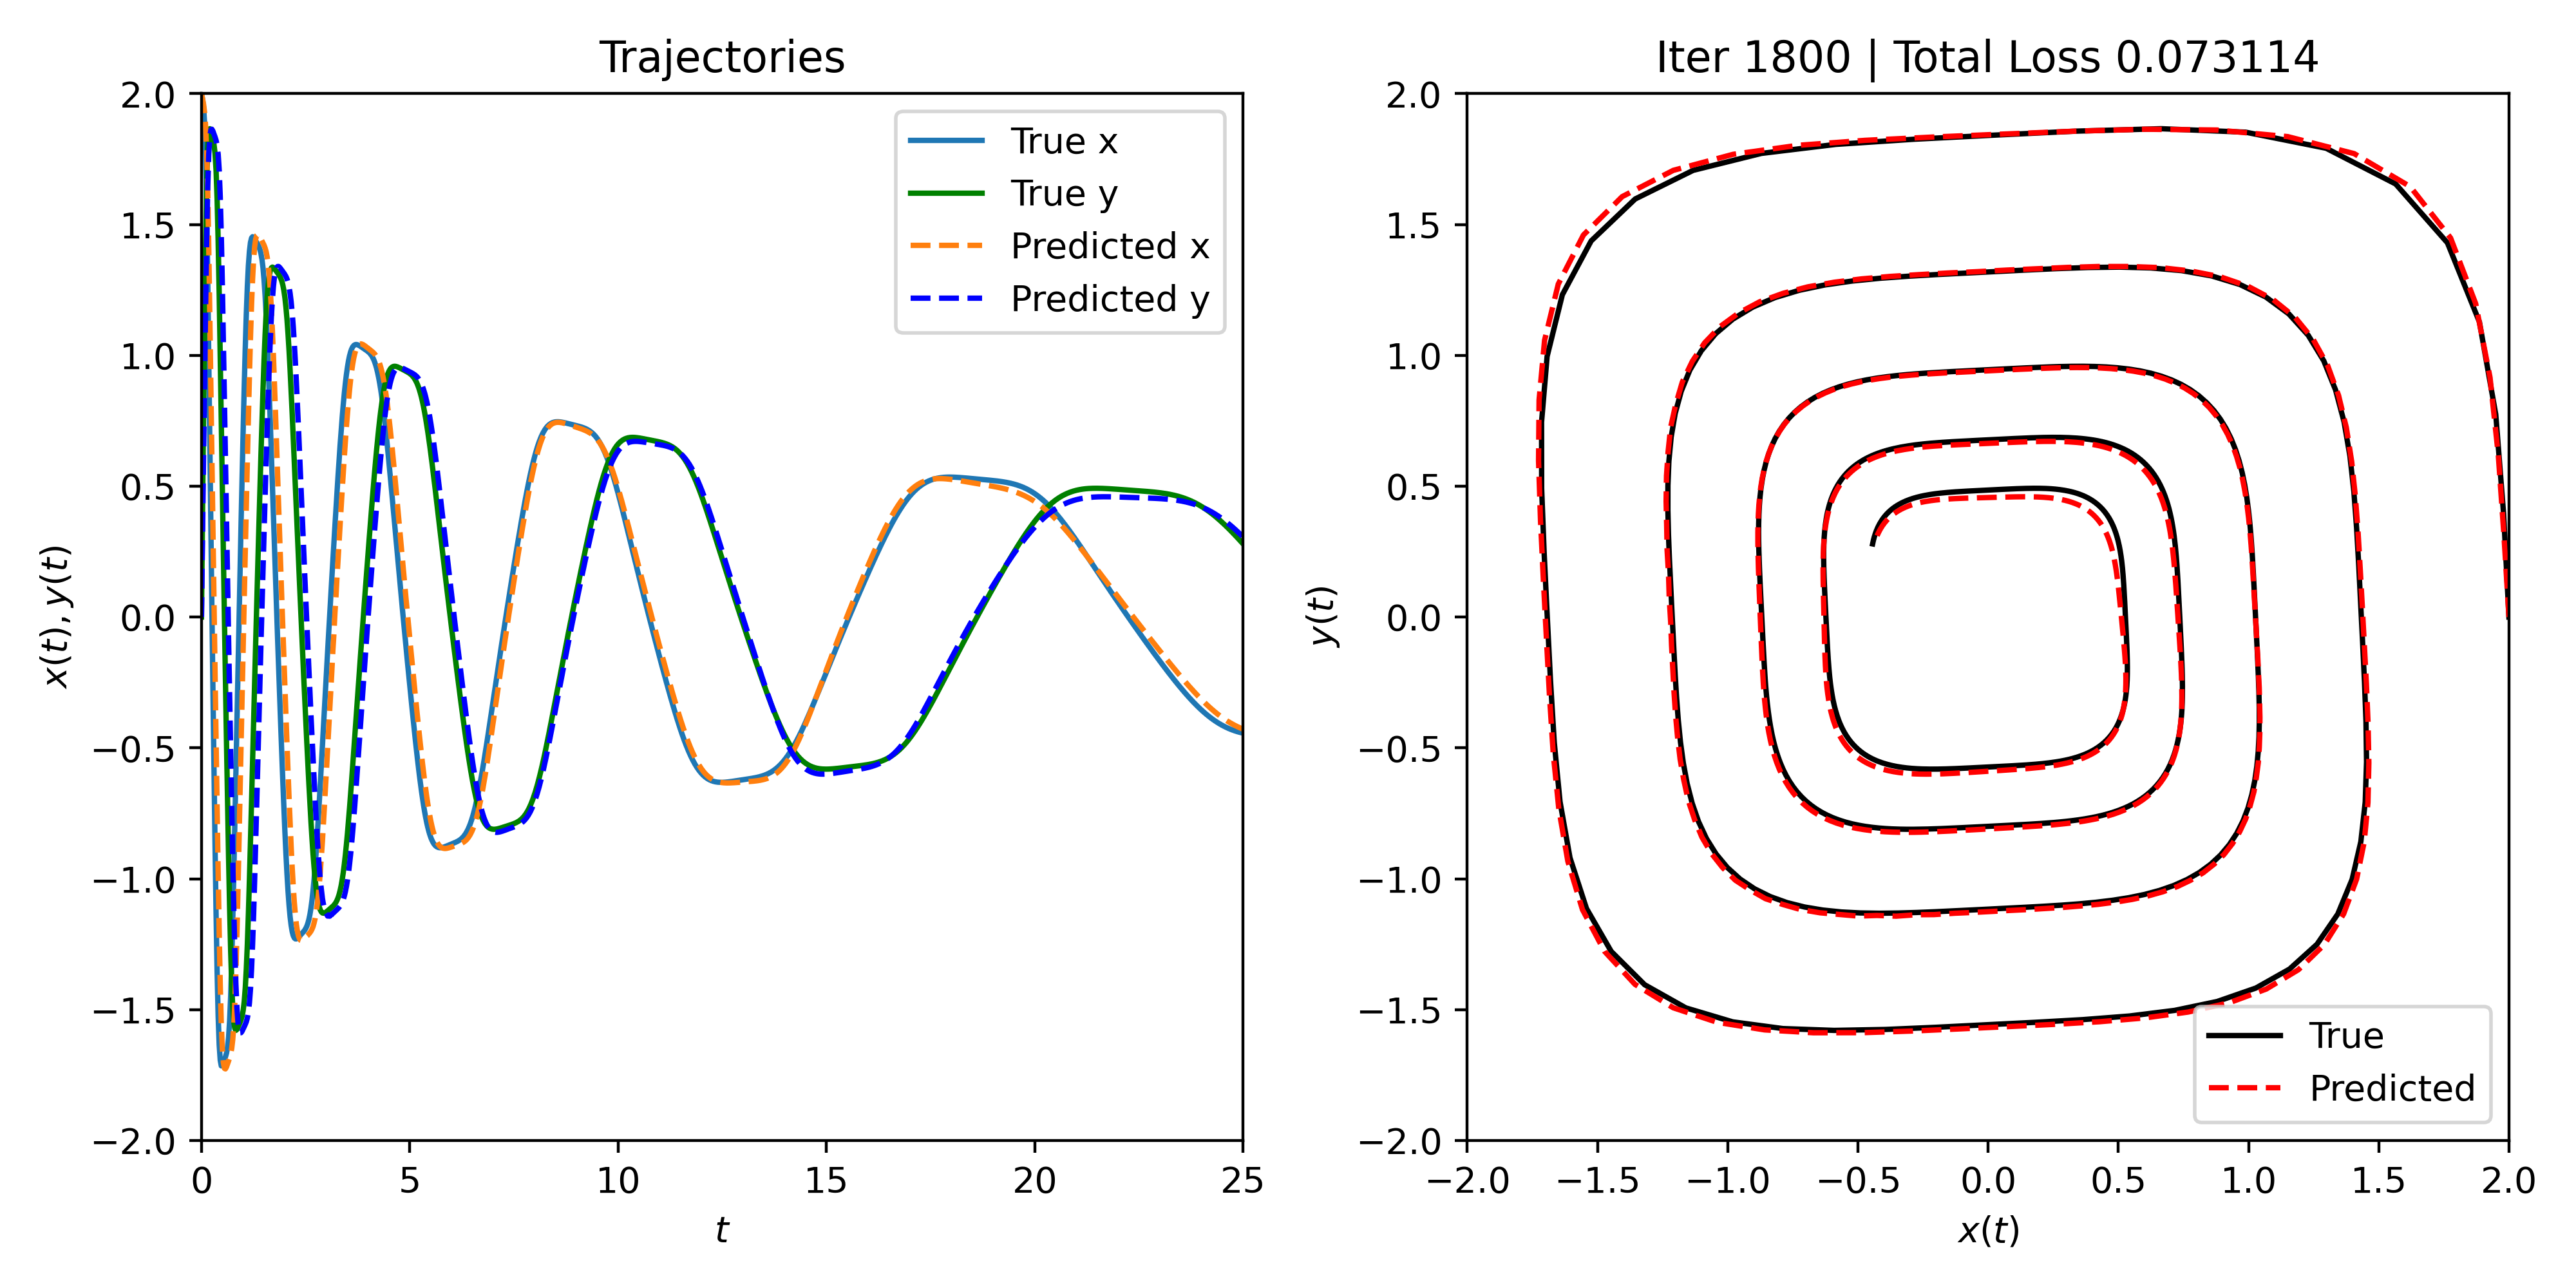 Trajectories
2.0
1.5
1.0
0.5
0.0
−0.5
−1.0
−1.5
−2.0
x(t), y(t)
0 5 10 15 20 25
t
True x
True y
Predicted x
Predicted y
Iter 1800 | Total Loss 0.073114
2.0
1.5
1.0
0.5
0.0
−0.5
−1.0
−1.5
−2.0
y(t)
−2.0 −1.5 −1.0 −0.5 0.0 0.5 1.0 1.5 2.0
x(t)
True
Predicted